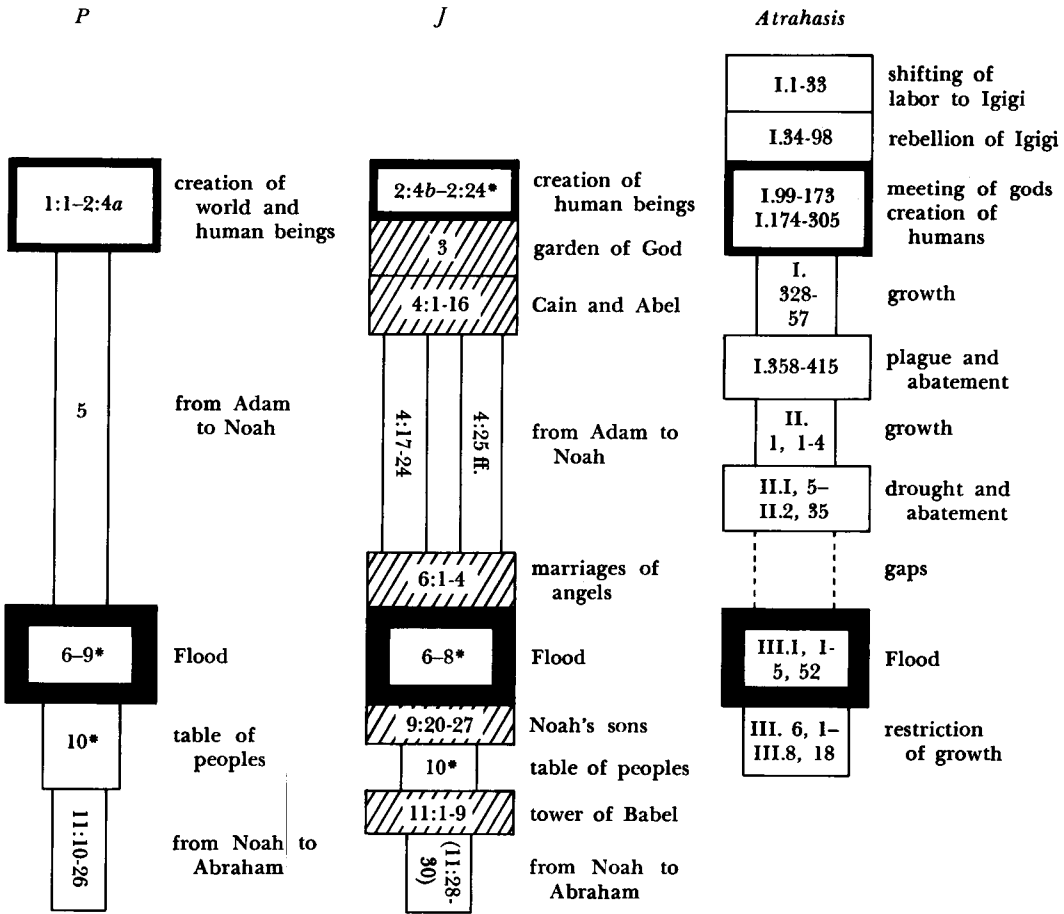 P
1:1–2:4a
creation of
world and
human beings
5
from Adam
to Noah
6–9*
Flood
10*
table of
peoples
11:10-26
from Noah to
Abraham
J
2:4b–2:24*
creation of
human beings
3
garden of God
4:1-16
Cain and Abel
4:17-24
4:25 ff.
from Adam to
Noah
6:1-4
marriages of
angels
6–8*
Flood
9:20-27
Noah's sons
10*
table of peoples
11:1-9
tower of Babel
(11:28-
30)
from Noah to
Abraham
Atrahasis
I.1-33
shifting of
labor to Igigi
I.34-98
rebellion of Igigi
I.99-173
I.174-305
meeting of gods
creation of
humans
I.
328-
57
growth
I.358-415
plague and
abatement
II.
1, 1-4
growth
II.I, 5–
II.2, 35
drought and
abatement
gaps
III.1, 1-
5, 52
Flood
III. 6, 1–
III.8, 18
restriction
of growth